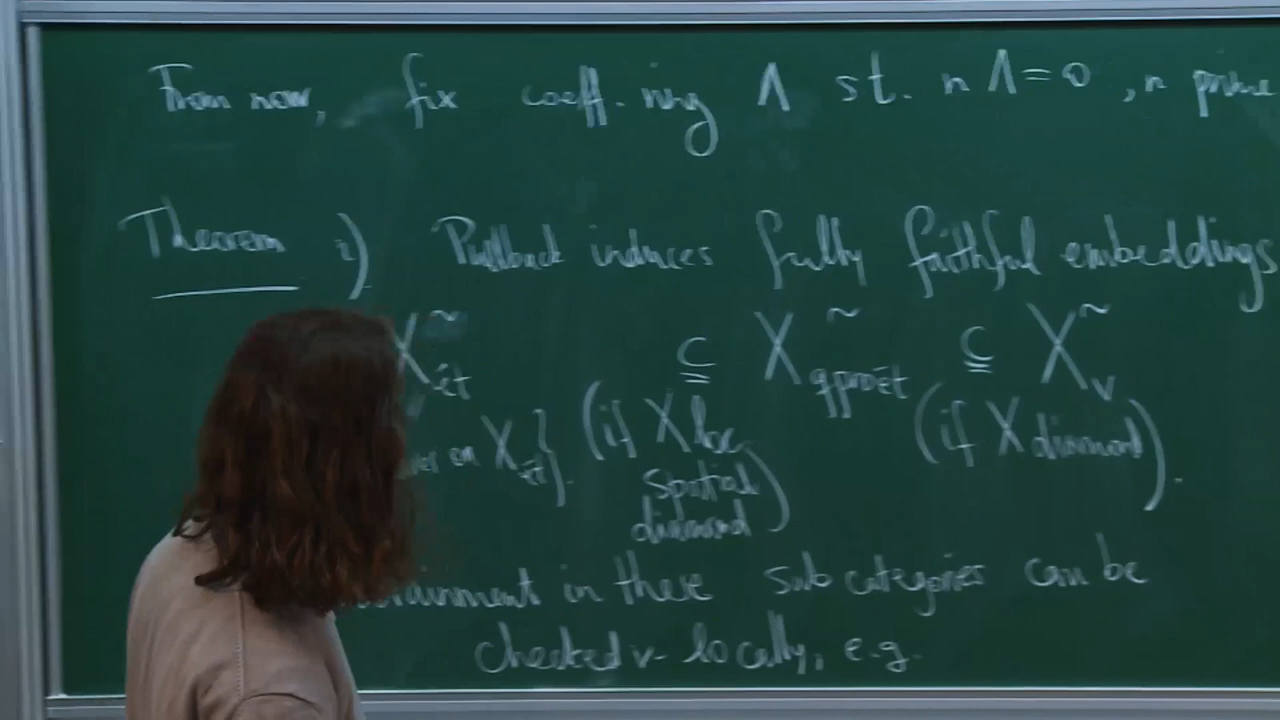 From now, fix coeff. ring Λ s.t. nΛ=0, n prime
Theorem i) Pullback induces fully faithful embeddings
X~ét ⊆ X~qproét ⊆ X~v
on Xét}. (if X loc. spatial diamond) (if X diamond).
in these subcategories can be
checked v-locally, e.g.